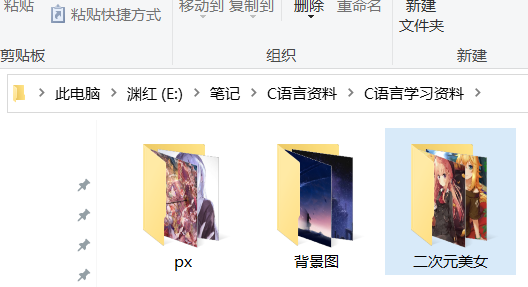 粘贴
粘贴快捷方式
移动到 复制到
删除
重命名
新建
文件夹
剪贴板
组织
新建
此电脑 渊红 (E:) 笔记 C语言资料 C语言学习资料
px
背景图
二次元美女